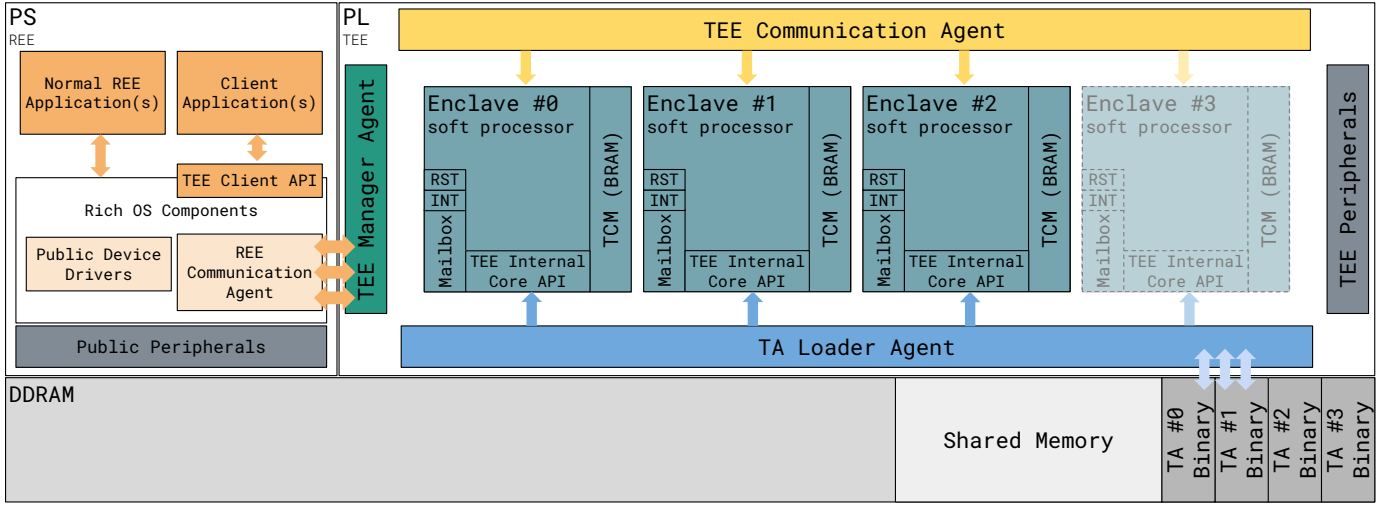 PS
REE
Normal REE
Application(s)
Client
Application(s)
TEE Client API
Rich OS Components
Public Device
Drivers
REE
Communication
Agent
Public Peripherals
PL
TEE
TEE Manager Agent
TEE Communication Agent
Enclave #0
soft processor
RST
INT
Mailbox
TEE Internal
Core API
TCM (BRAM)
Enclave #1
soft processor
RST
INT
Mailbox
TEE Internal
Core API
TCM (BRAM)
Enclave #2
soft processor
RST
INT
Mailbox
TEE Internal
Core API
TCM (BRAM)
Enclave #3
soft processor
RST
INT
Mailbox
TEE Internal
Core API
TCM (BRAM)
TEE Peripherals
TA Loader Agent
DDRAM
Shared Memory
TA #0
Binary
TA #1
Binary
TA #2
Binary
TA #3
Binary